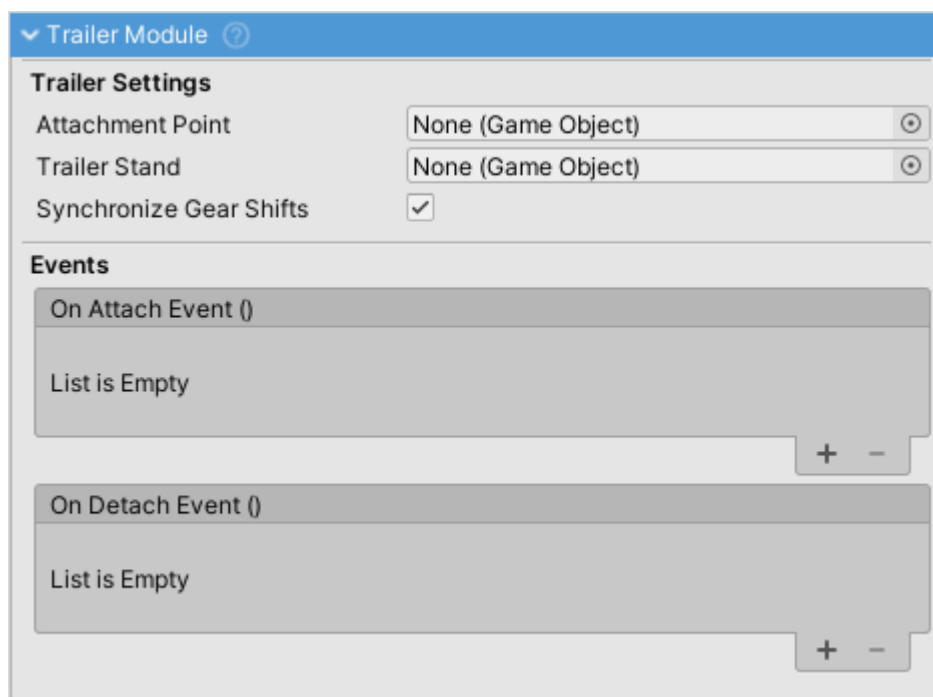 Trailer Module
Trailer Settings
Attachment Point None (Game Object)
Trailer Stand None (Game Object)
Synchronize Gear Shifts
Events
On Attach Event ()
List is Empty
On Detach Event ()
List is Empty